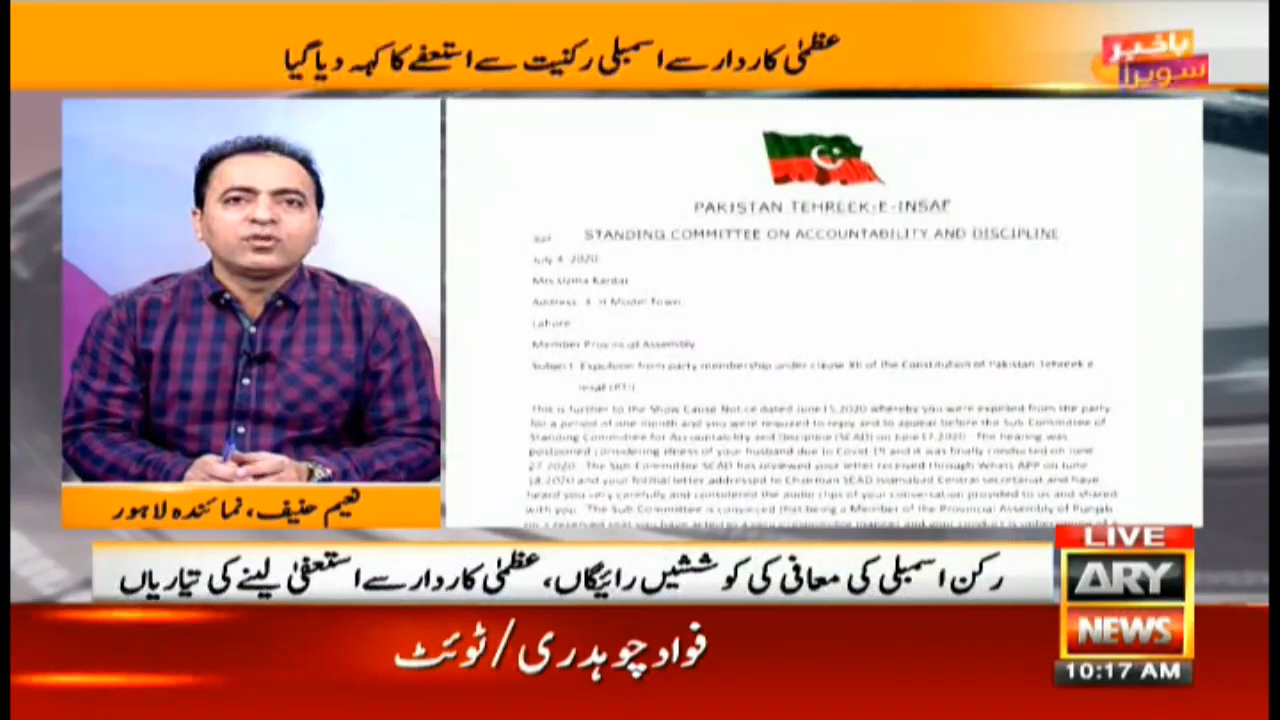 عظمیٰ کاردار سے اسمبلی رکنیت سے استعفے کا کہہ دیا گیا
باخبر
سویرا
PAKISTAN TEHREEK-E-INSAF
STANDING COMMITTEE ON ACCOUNTABILITY AND DISCIPLINE
July 4, 2020
Mrs Uzma Kardar
Address: H Model Town
Lahore
Member Provincial Assembly
Subject: Expulsion from party membership under clause XII of the Constitution of Pakistan Tehreek-e-
Insaf (PTI)
This is further to the Show Cause Notice dated June 15, 2020 whereby you were expelled from the party
for a period of one month and you were required to reply and to appear before the Sub Committee of
Standing Committee for Accountability and Discipline (SCAD) on June 17, 2020. The hearing was
postponed considering illness of your husband due to Covid 19 and it was finally conducted on June
27, 2020. The Sub Committee SCAD has reviewed your letter received through Whats APP on June
18, 2020 and your formal letter addressed to Chairman SCAD Islamabad Central secretariat and have
heard you very carefully and considered the audio clips of your conversation provided to us and shared
with you. The Sub Committee is convinced that being a Member of the Provincial Assembly of Punjab
نعیم حنیف، نمائندہ لاہور
رکن اسمبلی کی معافی کی کوششیں رائیگاں، عظمیٰ کاردار سے استعفیٰ لینے کی تیاریاں
فواد چوہدری/ٹوئٹ
LIVE
ARY
NEWS
10:17 AM